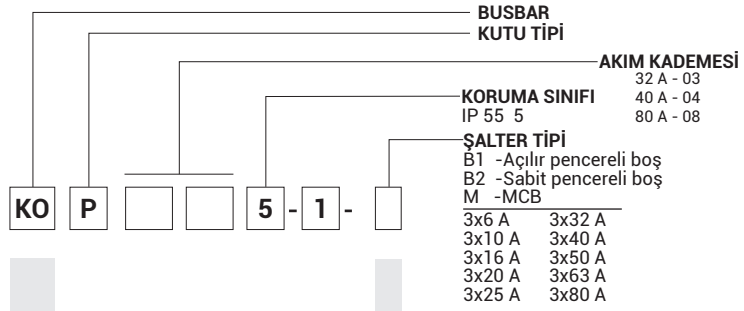 BUSBAR
KUTU TİPİ
AKIM KADEMESİ
32 A - 03
40 A - 04
80 A - 08
KORUMA SINIFI
IP 55 5
ŞALTER TİPİ
B1 -Açılır pencereli boş
B2 -Sabit pencereli boş
M -MCB
3x6 A 3x32 A
3x10 A 3x40 A
3x16 A 3x50 A
3x20 A 3x63 A
3x25 A 3x80 A
KO P 5 - 1 -